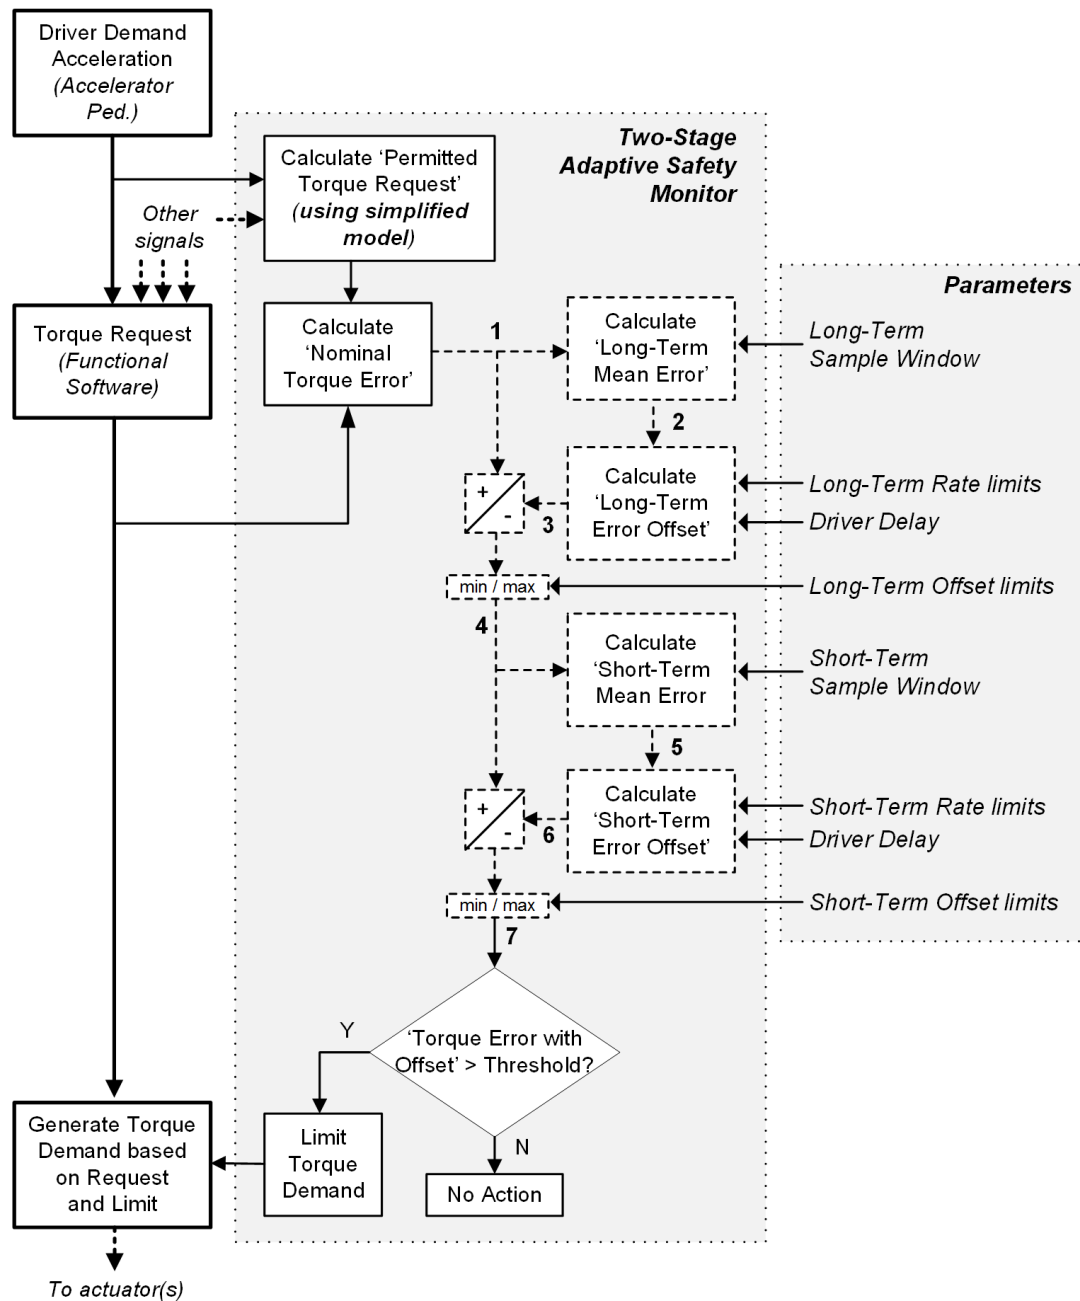 Driver Demand
Acceleration
(Accelerator
Ped.)
Two-Stage
Adaptive Safety
Monitor
Calculate ‘Permitted
Torque Request’
(using simplified
model)
Other
signals
Parameters
Torque Request
(Functional
Software)
Calculate
‘Nominal
Torque Error’
1
Calculate
‘Long-Term
Mean Error’
Long-Term
Sample Window
2
Calculate
‘Long-Term
Error Offset’
Long-Term Rate limits
Driver Delay
+
-
3
min / max
Long-Term Offset limits
4
Calculate
‘Short-Term
Mean Error
Short-Term
Sample Window
5
Calculate
‘Short-Term
Error Offset’
Short-Term Rate limits
Driver Delay
+
-
6
min / max
Short-Term Offset limits
7
‘Torque Error with
Offset’ > Threshold?
Y
N
Limit
Torque
Demand
No Action
Generate Torque
Demand based
on Request
and Limit
To actuator(s)